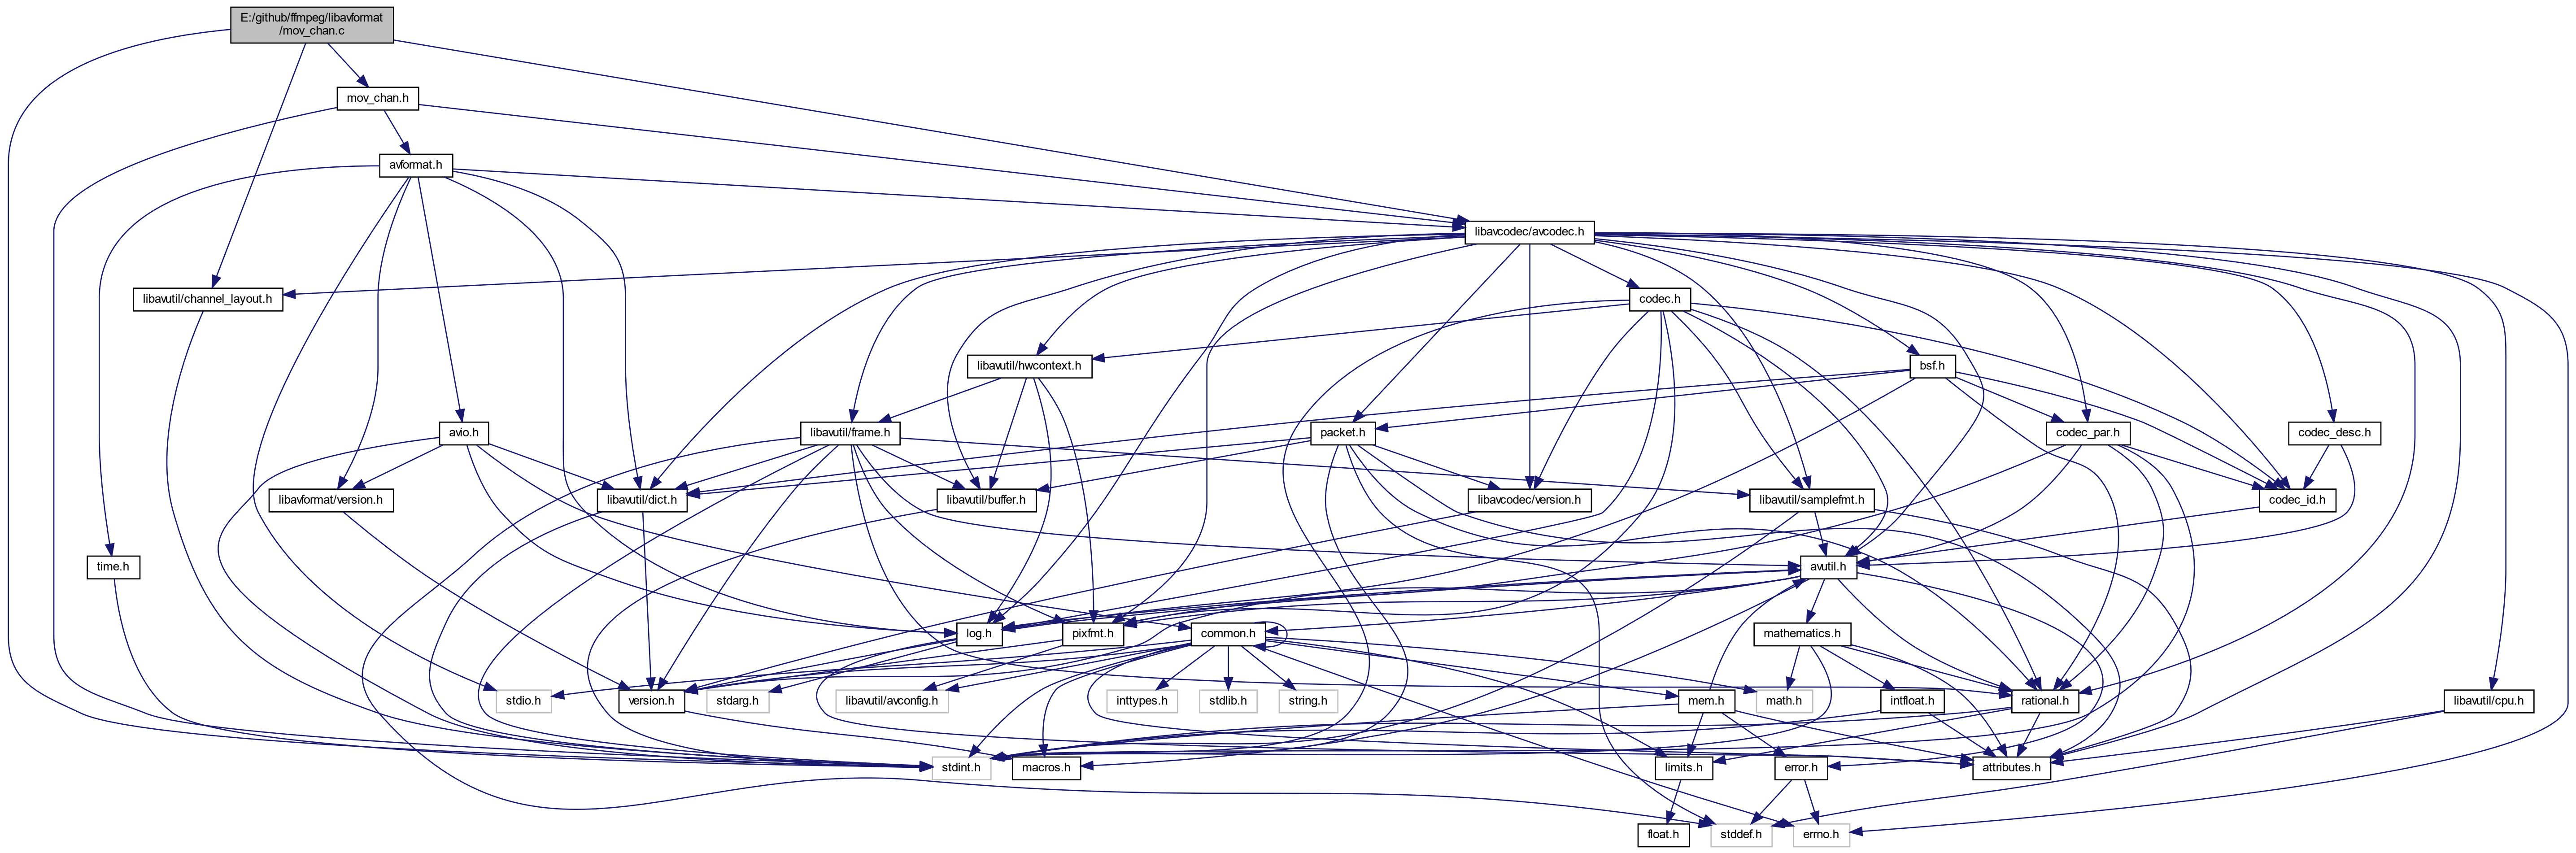 E:/github/ffmpeg/libavformat
/mov_chan.c
mov_chan.h
avformat.h
libavcodec/avcodec.h
libavutil/channel_layout.h
codec.h
libavutil/hwcontext.h
bsf.h
avio.h
libavutil/frame.h
packet.h
codec_par.h
codec_desc.h
libavformat/version.h
libavutil/dict.h
libavutil/buffer.h
libavcodec/version.h
libavutil/samplefmt.h
codec_id.h
time.h
avutil.h
log.h
pixfmt.h
common.h
mathematics.h
stdio.h
version.h
stdarg.h
libavutil/avconfig.h
inttypes.h
stdlib.h
string.h
mem.h
math.h
intfloat.h
rational.h
libavutil/cpu.h
stdint.h
macros.h
limits.h
error.h
attributes.h
float.h
stddef.h
errno.h